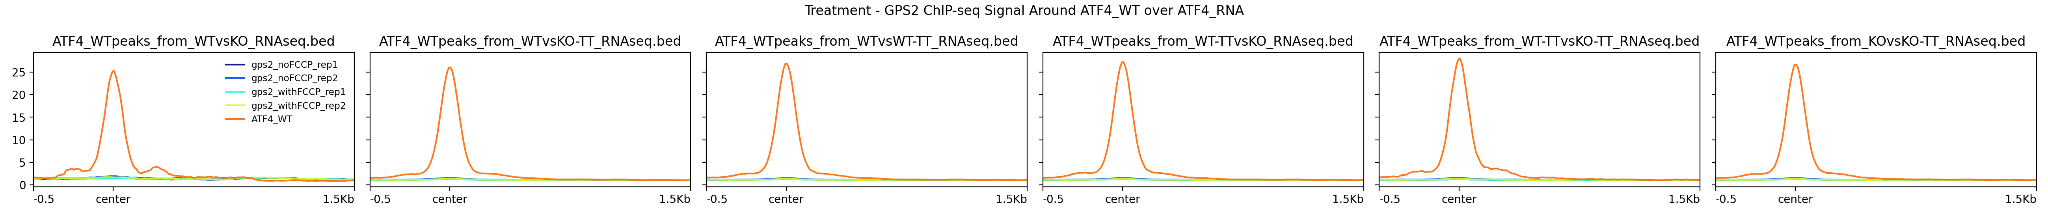 Treatment - GPS2 ChIP-seq Signal Around ATF4_WT over ATF4_RNA
ATF4_WTpeaks_from_WTvsKO_RNAseq.bed
ATF4_WTpeaks_from_WTvsKO-TT_RNAseq.bed
ATF4_WTpeaks_from_WTvsWT-TT_RNAseq.bed
ATF4_WTpeaks_from_WT-TTvsKO_RNAseq.bed
ATF4_WTpeaks_from_WT-TTvsKO-TT_RNAseq.bed
ATF4_WTpeaks_from_KOvsKO-TT_RNAseq.bed
25
20
15
10
5
0
gps2_noFCCP_rep1
gps2_noFCCP_rep2
gps2_withFCCP_rep1
gps2_withFCCP_rep2
ATF4_WT
-0.5 center 1.5Kb
-0.5 center 1.5Kb
-0.5 center 1.5Kb
-0.5 center 1.5Kb
-0.5 center 1.5Kb
-0.5 center 1.5Kb